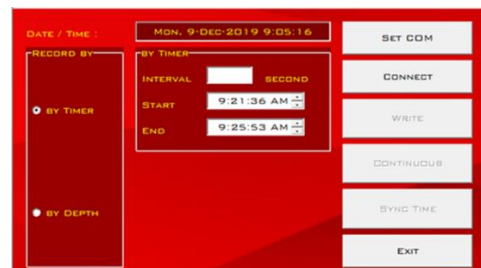 DATE / TIME : MON, 9-DEC-2019 9:05:16
RECORD BY
BY TIMER
BY DEPTH
BY TIMER
INTERVAL SECOND
START 9:21:36 AM
END 9:25:53 AM
SET COM
CONNECT
WRITE
CONTINUOUS
SYNC TIME
EXIT